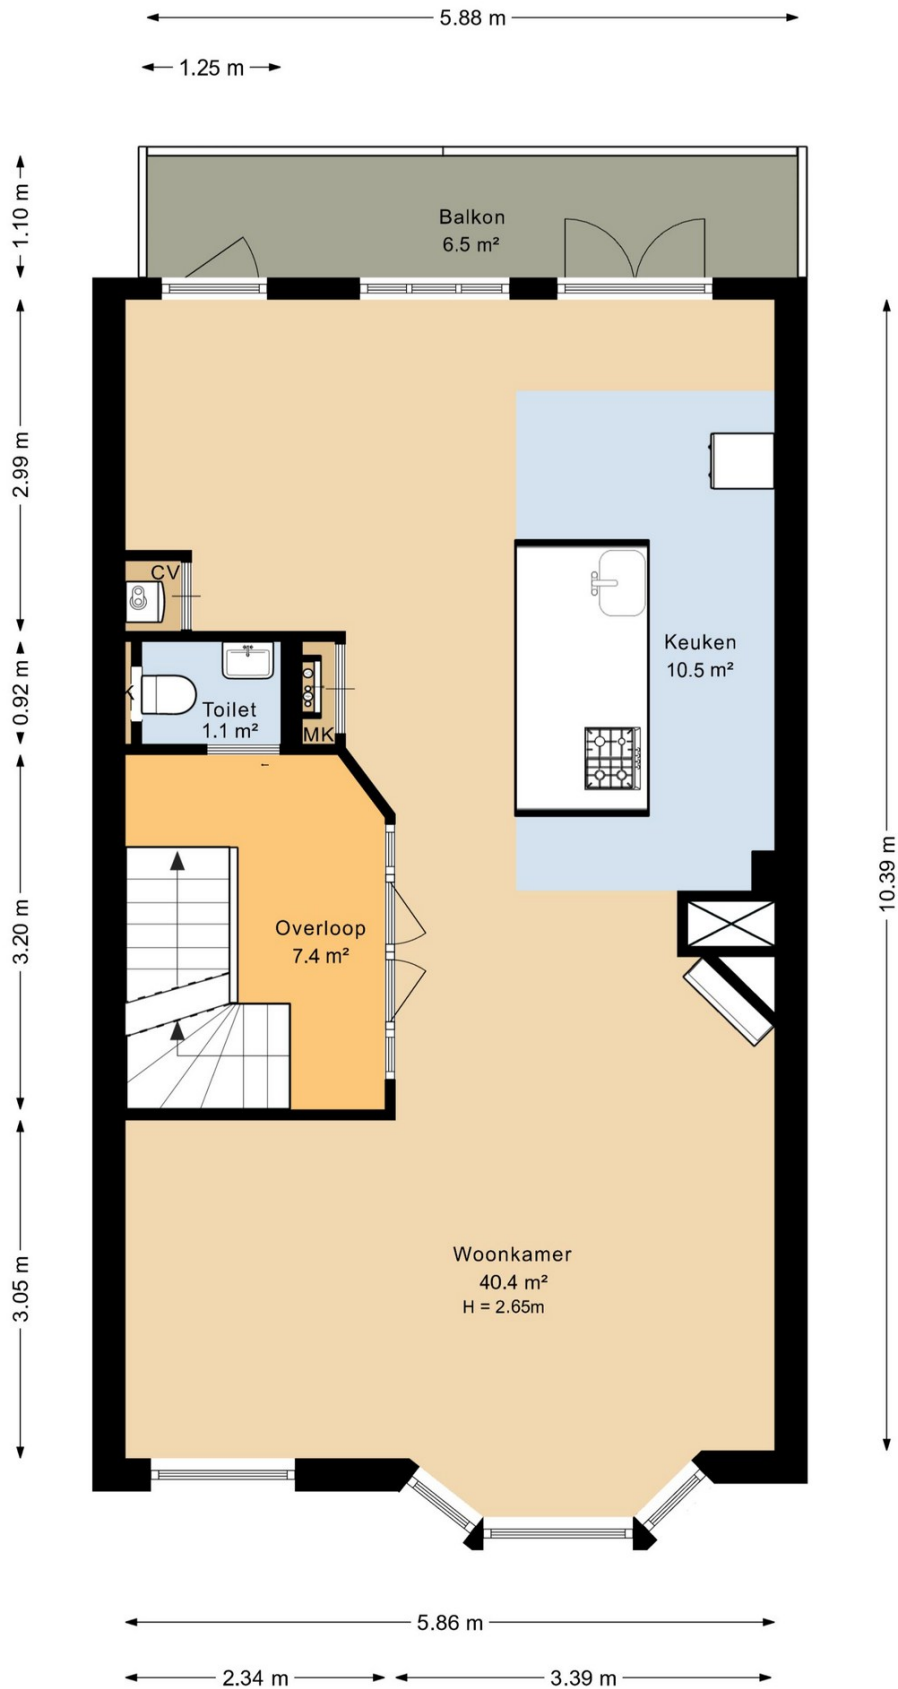 5.88 m
1.25 m
1.10 m
Balkon
6.5 m²
2.99 m
CV
Keuken
10.5 m²
0.92 m
K
Toilet
1.1 m²
MK
3.20 m
Overloop
7.4 m²
10.39 m
3.05 m
Woonkamer
40.4 m²
H = 2.65m
5.86 m
2.34 m
3.39 m